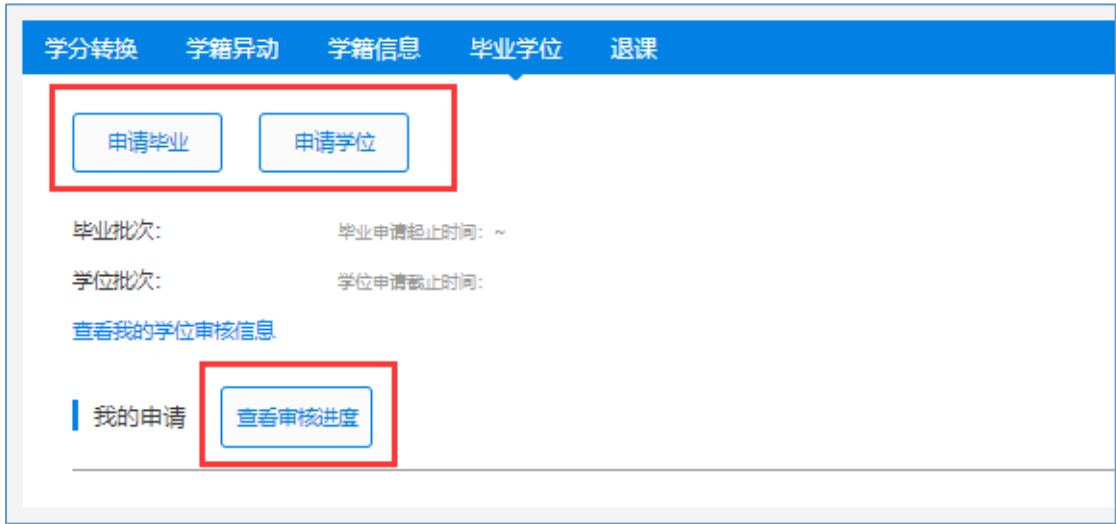 学分转换 学籍异动 学籍信息 毕业学位 退课
申请毕业 申请学位
毕业批次: 毕业申请起止时间: ~
学位批次: 学位申请截止时间:
查看我的学位审核信息
我的申请 查看审核进度